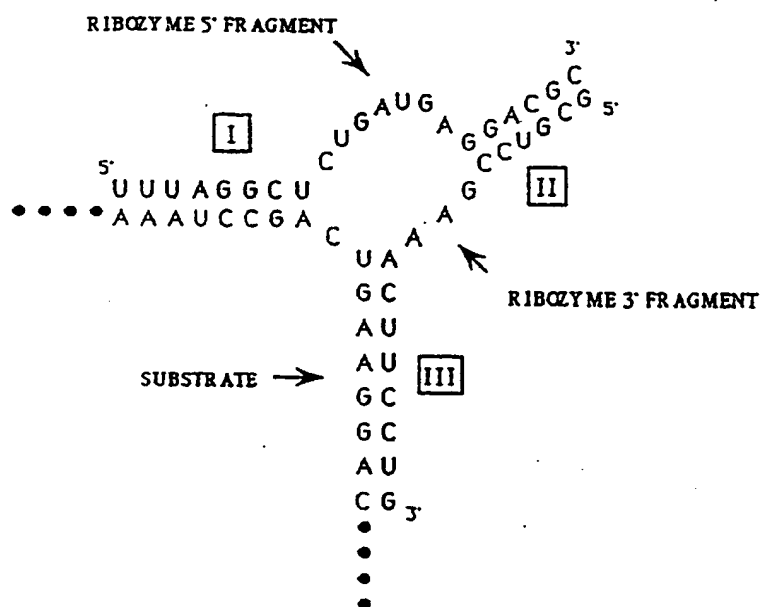 RIBOZYME 5' FRAGMENT
3'
I
C U G A U G A G G A C G C
5'
G C G U C C G A A A C U U C C U G
5'
U U U A G G C U
A A A U C C G A C U G A A G G A C
II
RIBOZYME 3' FRAGMENT
SUBSTRATE
III
3'